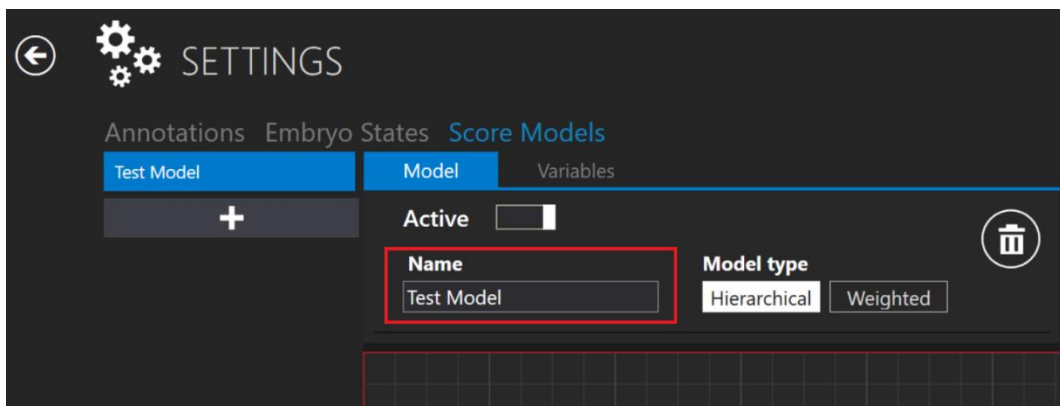 SETTINGS
Annotations Embryo States Score Models
Test Model
Model Variables
Active
Name
Test Model
Model type
Hierarchical Weighted